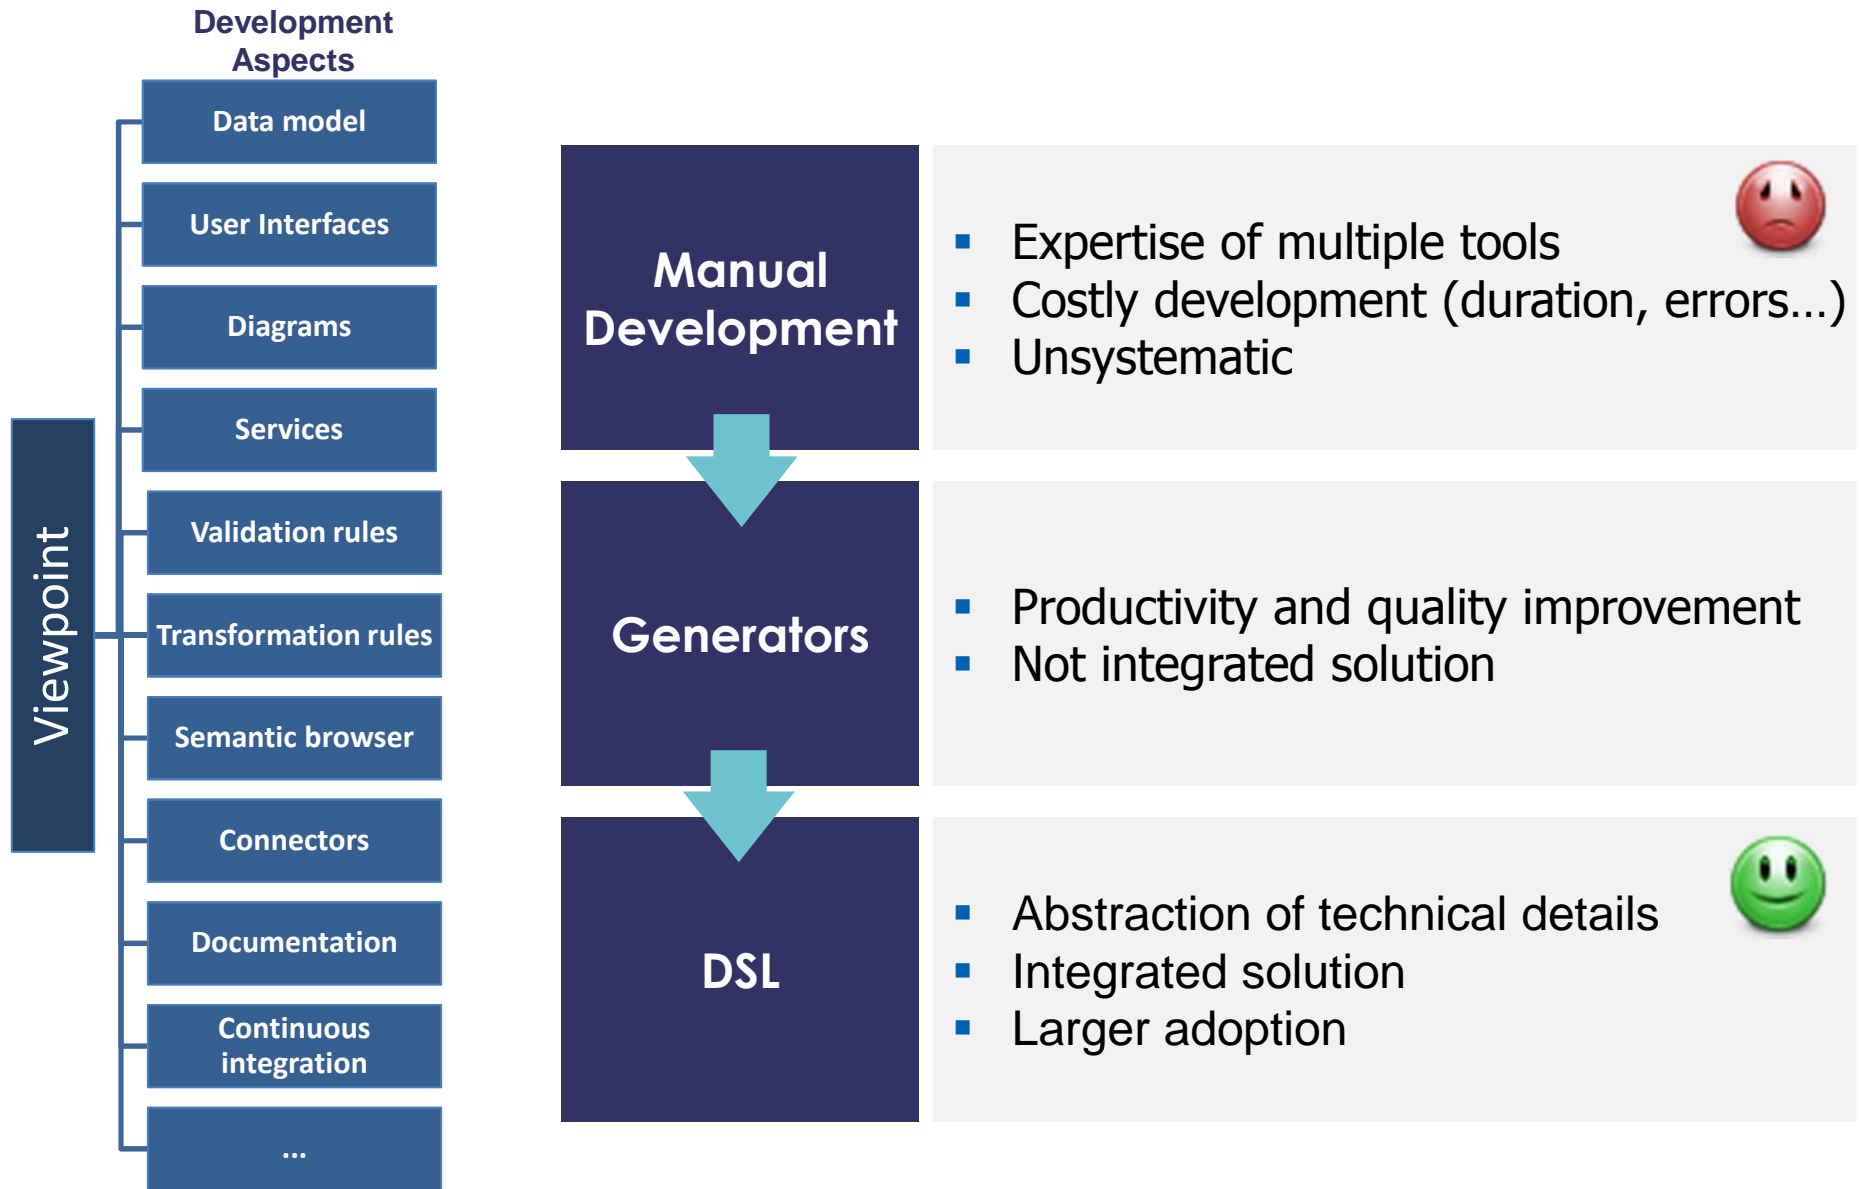 Development
Aspects
Data model
User Interfaces
Diagrams
Services
Validation rules
Transformation rules
Semantic browser
Connectors
Documentation
Continuous
integration
...
Viewpoint
Manual
Development
▪ Expertise of multiple tools
▪ Costly development (duration, errors…)
▪ Unsystematic
Generators
▪ Productivity and quality improvement
▪ Not integrated solution
DSL
▪ Abstraction of technical details
▪ Integrated solution
▪ Larger adoption